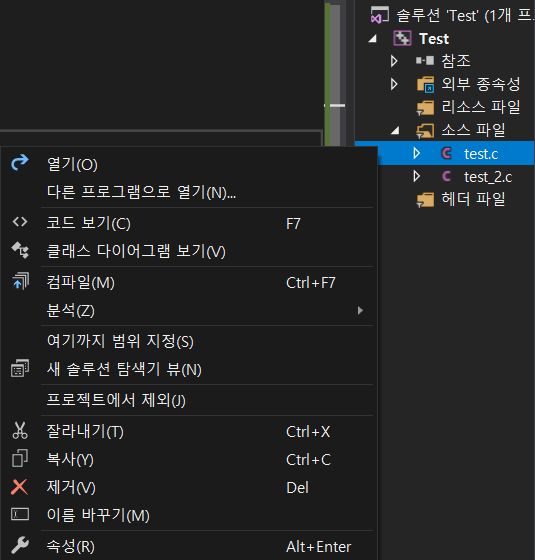 솔루션 'Test' (1개 프
Test
참조
외부 종속성
리소스 파일
소스 파일
test.c
test_2.c
헤더 파일
열기(O)
다른 프로그램으로 열기(N)...
코드 보기(C) F7
클래스 다이어그램 보기(V)
컴파일(M) Ctrl+F7
분석(Z)
여기까지 범위 지정(S)
새 솔루션 탐색기 뷰(N)
프로젝트에서 제외(J)
잘라내기(T) Ctrl+X
복사(Y) Ctrl+C
제거(V) Del
이름 바꾸기(M)
속성(R) Alt+Enter